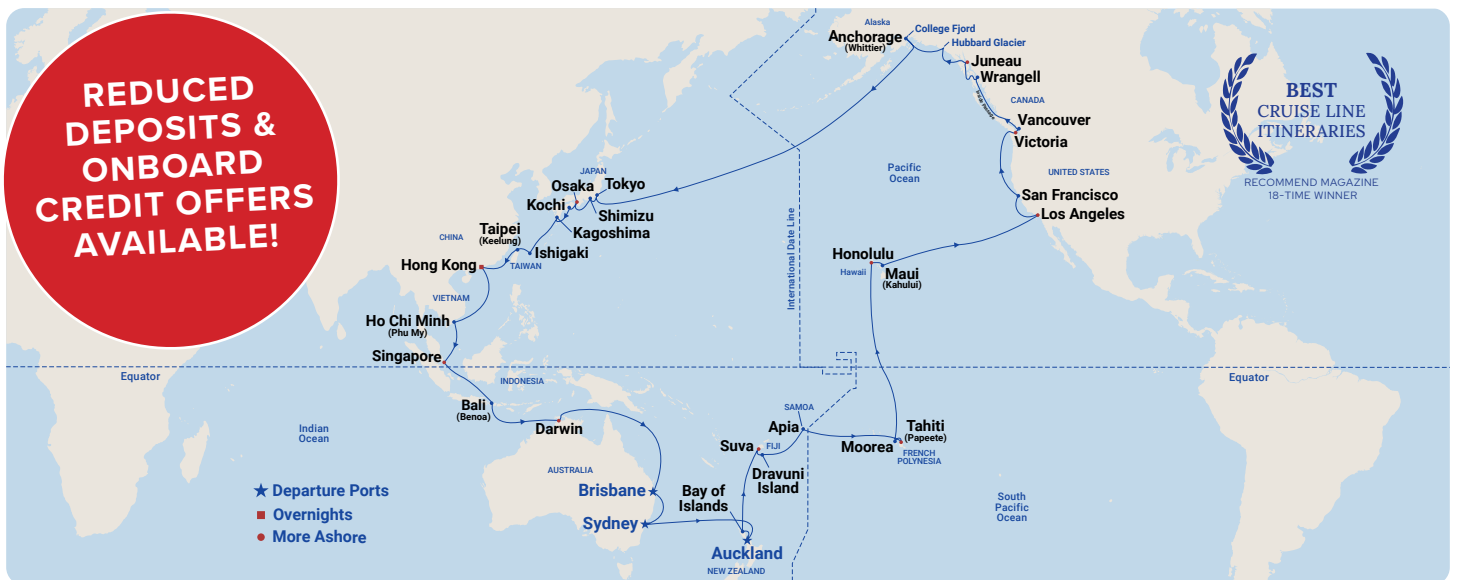 REDUCED
DEPOSITS &
ONBOARD
CREDIT OFFERS
AVAILABLE!
Alaska
Anchorage
(Whittier)
College Fjord
Hubbard Glacier
Juneau
Wrangell
CANADA
Vancouver
Victoria
UNITED STATES
San Francisco
Los Angeles
BEST
CRUISE LINE
ITINERARIES
RECOMMEND MAGAZINE
18-TIME WINNER
Pacific
Ocean
International Date Line
JAPAN
Osaka
Tokyo
Kochi
Shimizu
Kagoshima
Taipei
(Keelung)
Ishigaki
CHINA
TAIWAN
Hong Kong
VIETNAM
Ho Chi Minh
(Phu My)
Singapore
Honolulu
Hawaii
Maui
(Kahului)
Equator
Equator
INDONESIA
Bali
(Benoa)
Darwin
Indian
Ocean
SAMOA
Apia
Suva
FIJI
Dravuni
Island
Moorea
Tahiti
(Papeete)
FRENCH
POLYNESIA
AUSTRALIA
Brisbane
Sydney
Bay of
Islands
Auckland
NEW ZEALAND
South
Pacific
Ocean
Departure Ports
Overnights
More Ashore